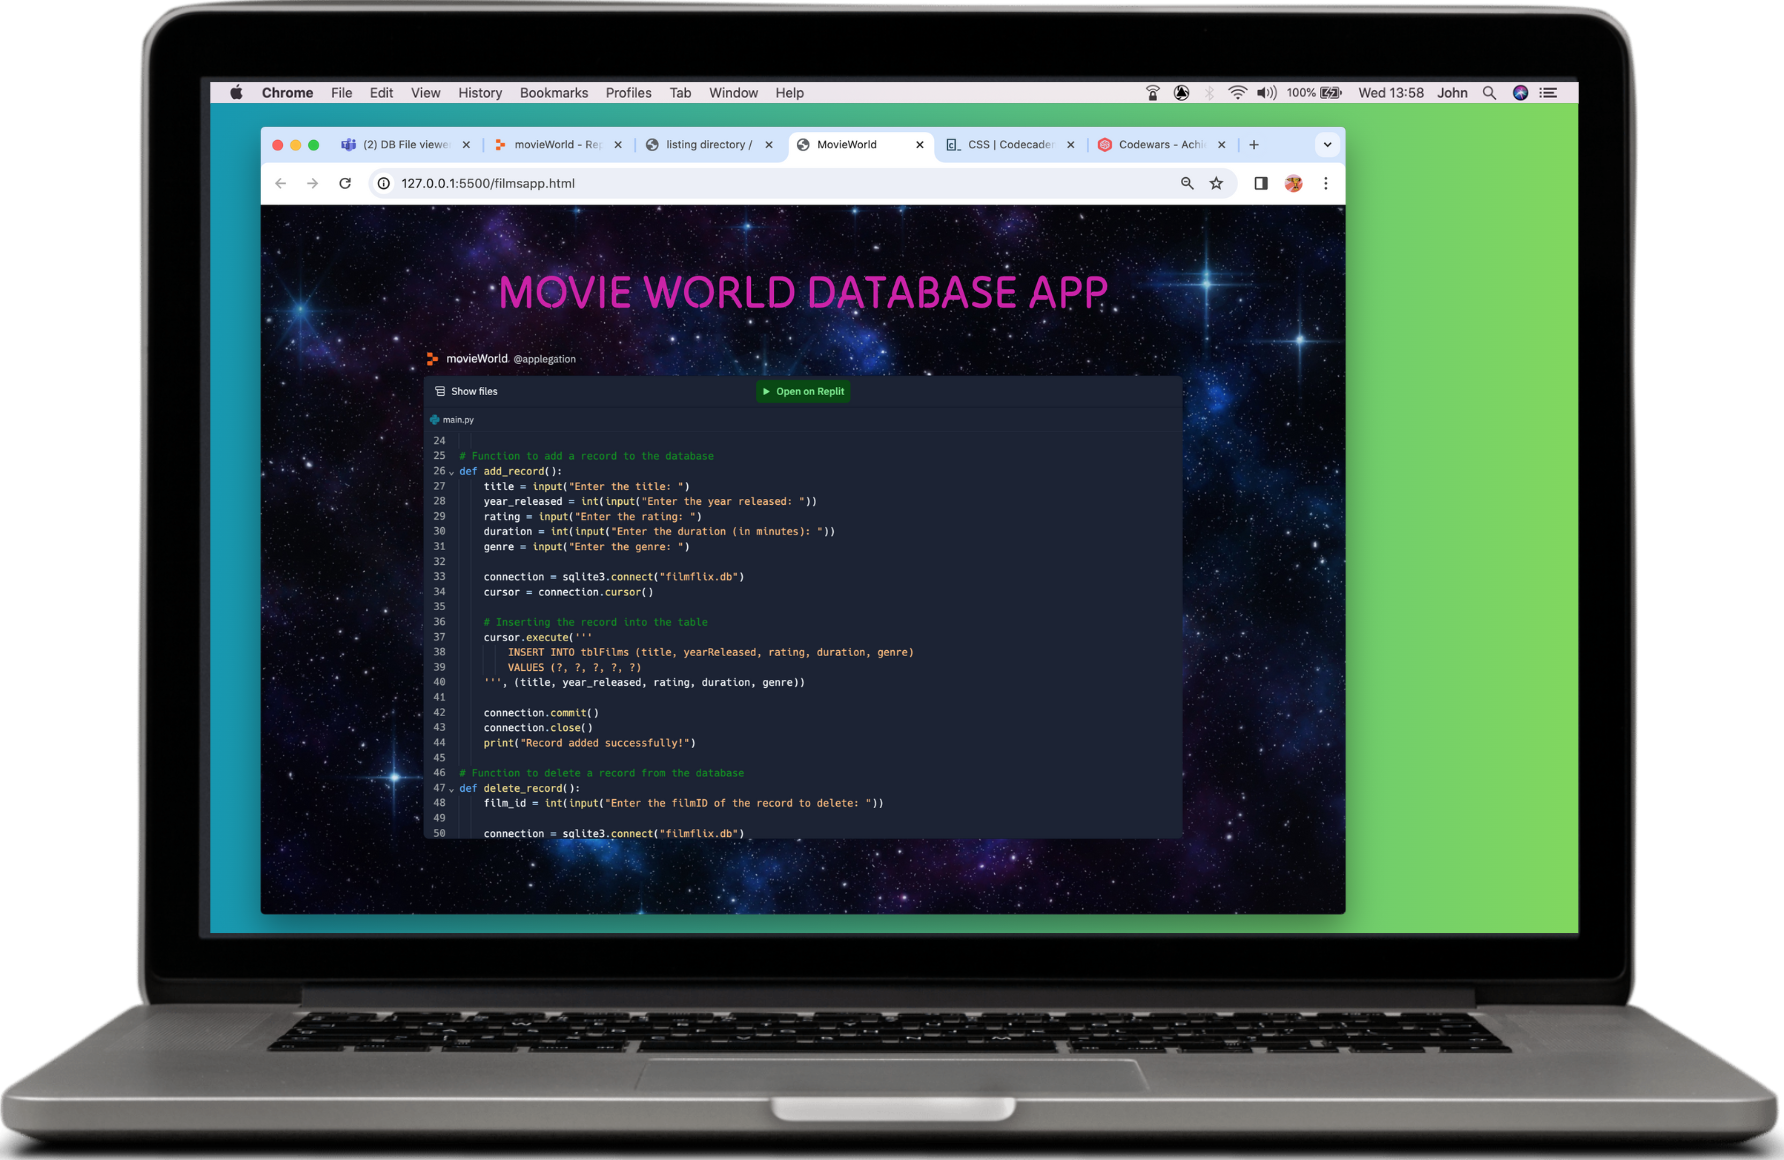 Chrome File Edit View History Bookmarks Profiles Tab Window Help 100% Wed 13:58 John
(2) DB File viewe movieWorld - Rep listing directory / MovieWorld CSS | Codecader Codewars - Achi
127.0.0.1:5500/filmsapp.html
MOVIE WORLD DATABASE APP
movieWorld @applegation
Show files Open on Replit
main.py
24
25 # Function to add a record to the database
26 def add_record():
27 title = input("Enter the title: ")
28 year_released = int(input("Enter the year released: "))
29 rating = input("Enter the rating: ")
30 duration = int(input("Enter the duration (in minutes): "))
31 genre = input("Enter the genre: ")
32
33 connection = sqlite3.connect("filmflix.db")
34 cursor = connection.cursor()
35
36 # Inserting the record into the table
37 cursor.execute('''
38 INSERT INTO tblFilms (title, yearReleased, rating, duration, genre)
39 VALUES (?, ?, ?, ?, ?)
40 ''', (title, year_released, rating, duration, genre))
41
42 connection.commit()
43 connection.close()
44 print("Record added successfully!")
45
46 # Function to delete a record from the database
47 def delete_record():
48 film_id = int(input("Enter the filmID of the record to delete: "))
49
50 connection = sqlite3.connect("filmflix.db")